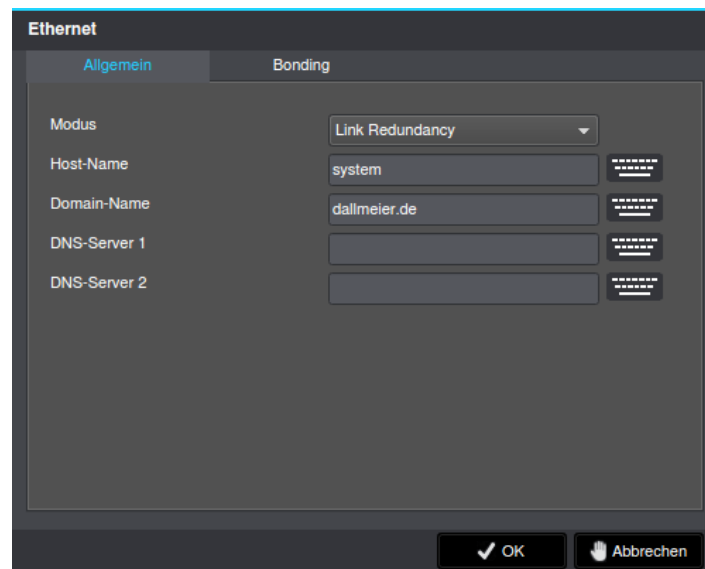 Ethernet
Allgemein Bonding
Modus Link Redundancy
Host-Name system
Domain-Name dallmeier.de
DNS-Server 1
DNS-Server 2
OK Abbrechen